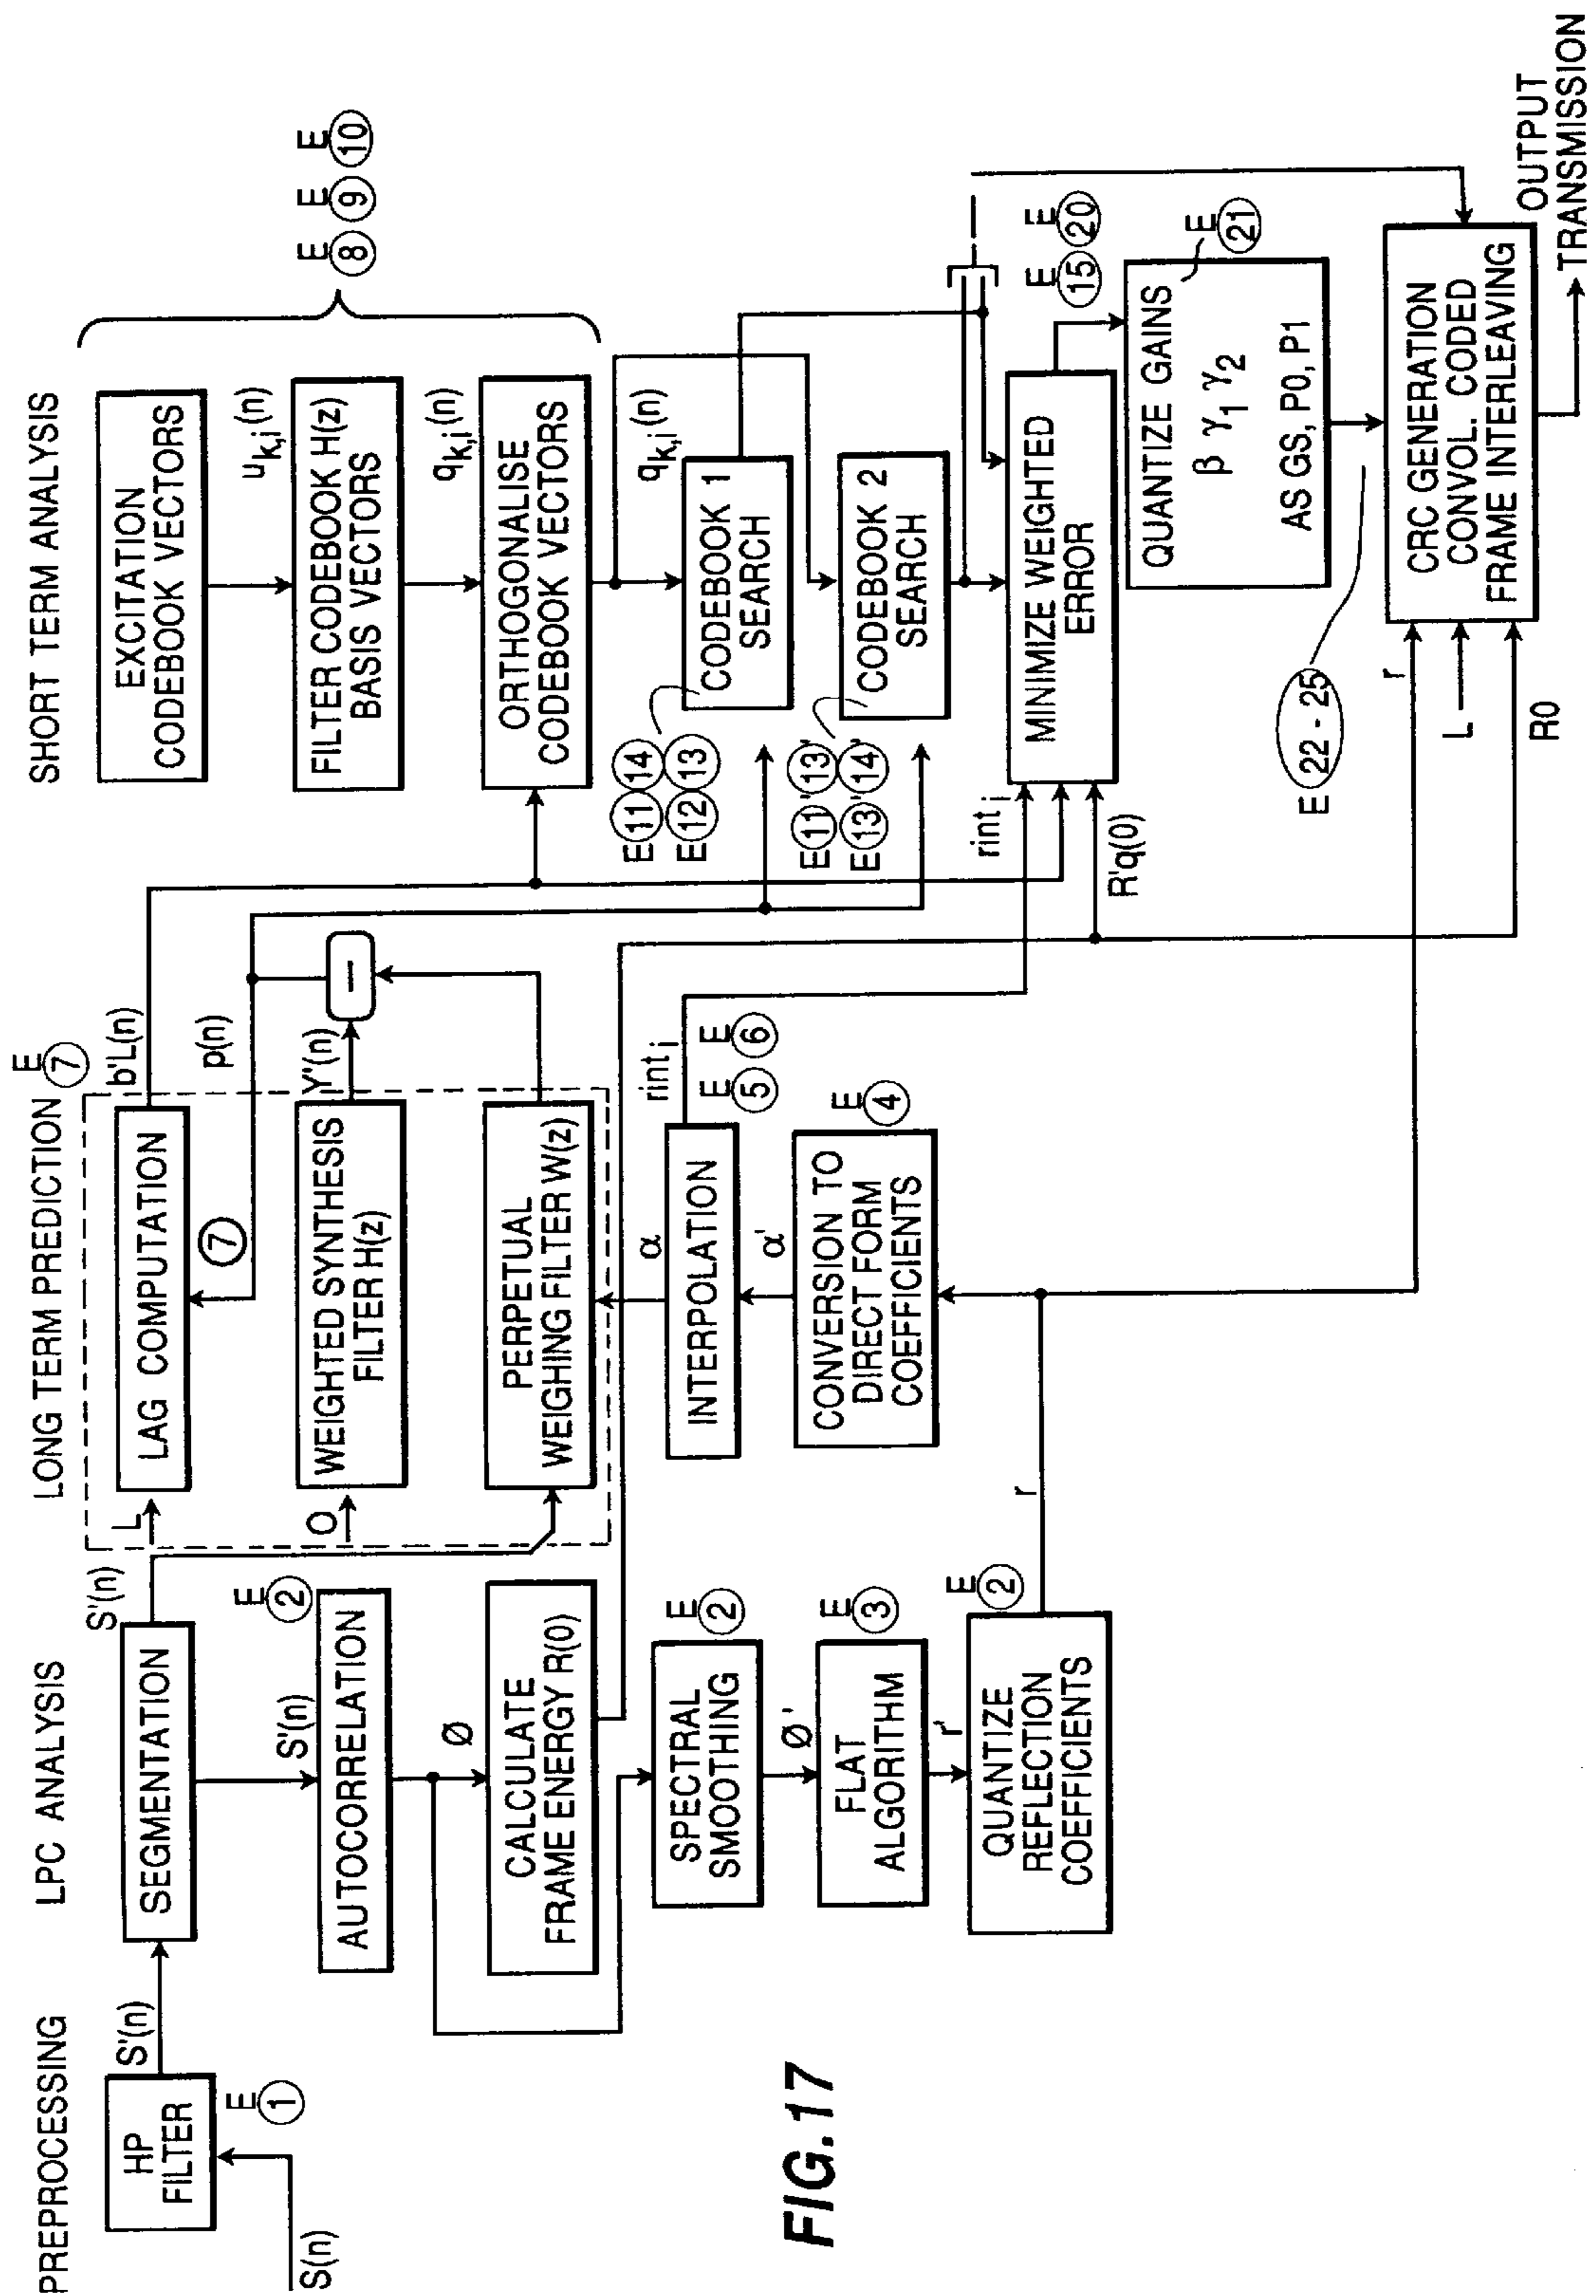 PREPROCESSING
S(n)
HP
FILTER
E
1
S'(n)
LPC ANALYSIS
SEGMENTATION
S'(n)
S'(n)
E
2
AUTOCORRELATION
Ø
CALCULATE
FRAME ENERGY R(0)
E
2
SPECTRAL
SMOOTHING
Ø'
E
3
FLAT
ALGORITHM
r'
E
2
QUANTIZE
REFLECTION
COEFFICIENTS
r
LONG TERM PREDICTION
E
7
L
LAG COMPUTATION
b'L(n)
7
p(n)
O
WEIGHTED SYNTHESIS
FILTER H(z)
Y'(n)
−
PERPETUAL
WEIGHING FILTER W(z)
α
INTERPOLATION
rint i
E
5
E
6
α'
CONVERSION TO
DIRECT FORM
COEFFICIENTS
E
4
SHORT TERM ANALYSIS
EXCITATION
CODEBOOK VECTORS
u k,i (n)
FILTER CODEBOOK H(z)
BASIS VECTORS
q k,i (n)
ORTHOGONALISE
CODEBOOK VECTORS
E
8
E
9
E
10
q k,i (n)
CODEBOOK 1
SEARCH
E 11 14
E 12 13
CODEBOOK 2
SEARCH
E 11' 13'
E 13' 14'
rint i
R'q(0)
MINIMIZE WEIGHTED
ERROR
E
15
E
20
QUANTIZE GAINS
β γ1 γ2
AS GS, P0, P1
E
21
E 22 - 25
r
L
R0
CRC GENERATION
CONVOL. CODED
FRAME INTERLEAVING
OUTPUT
TRANSMISSION
FIG.17